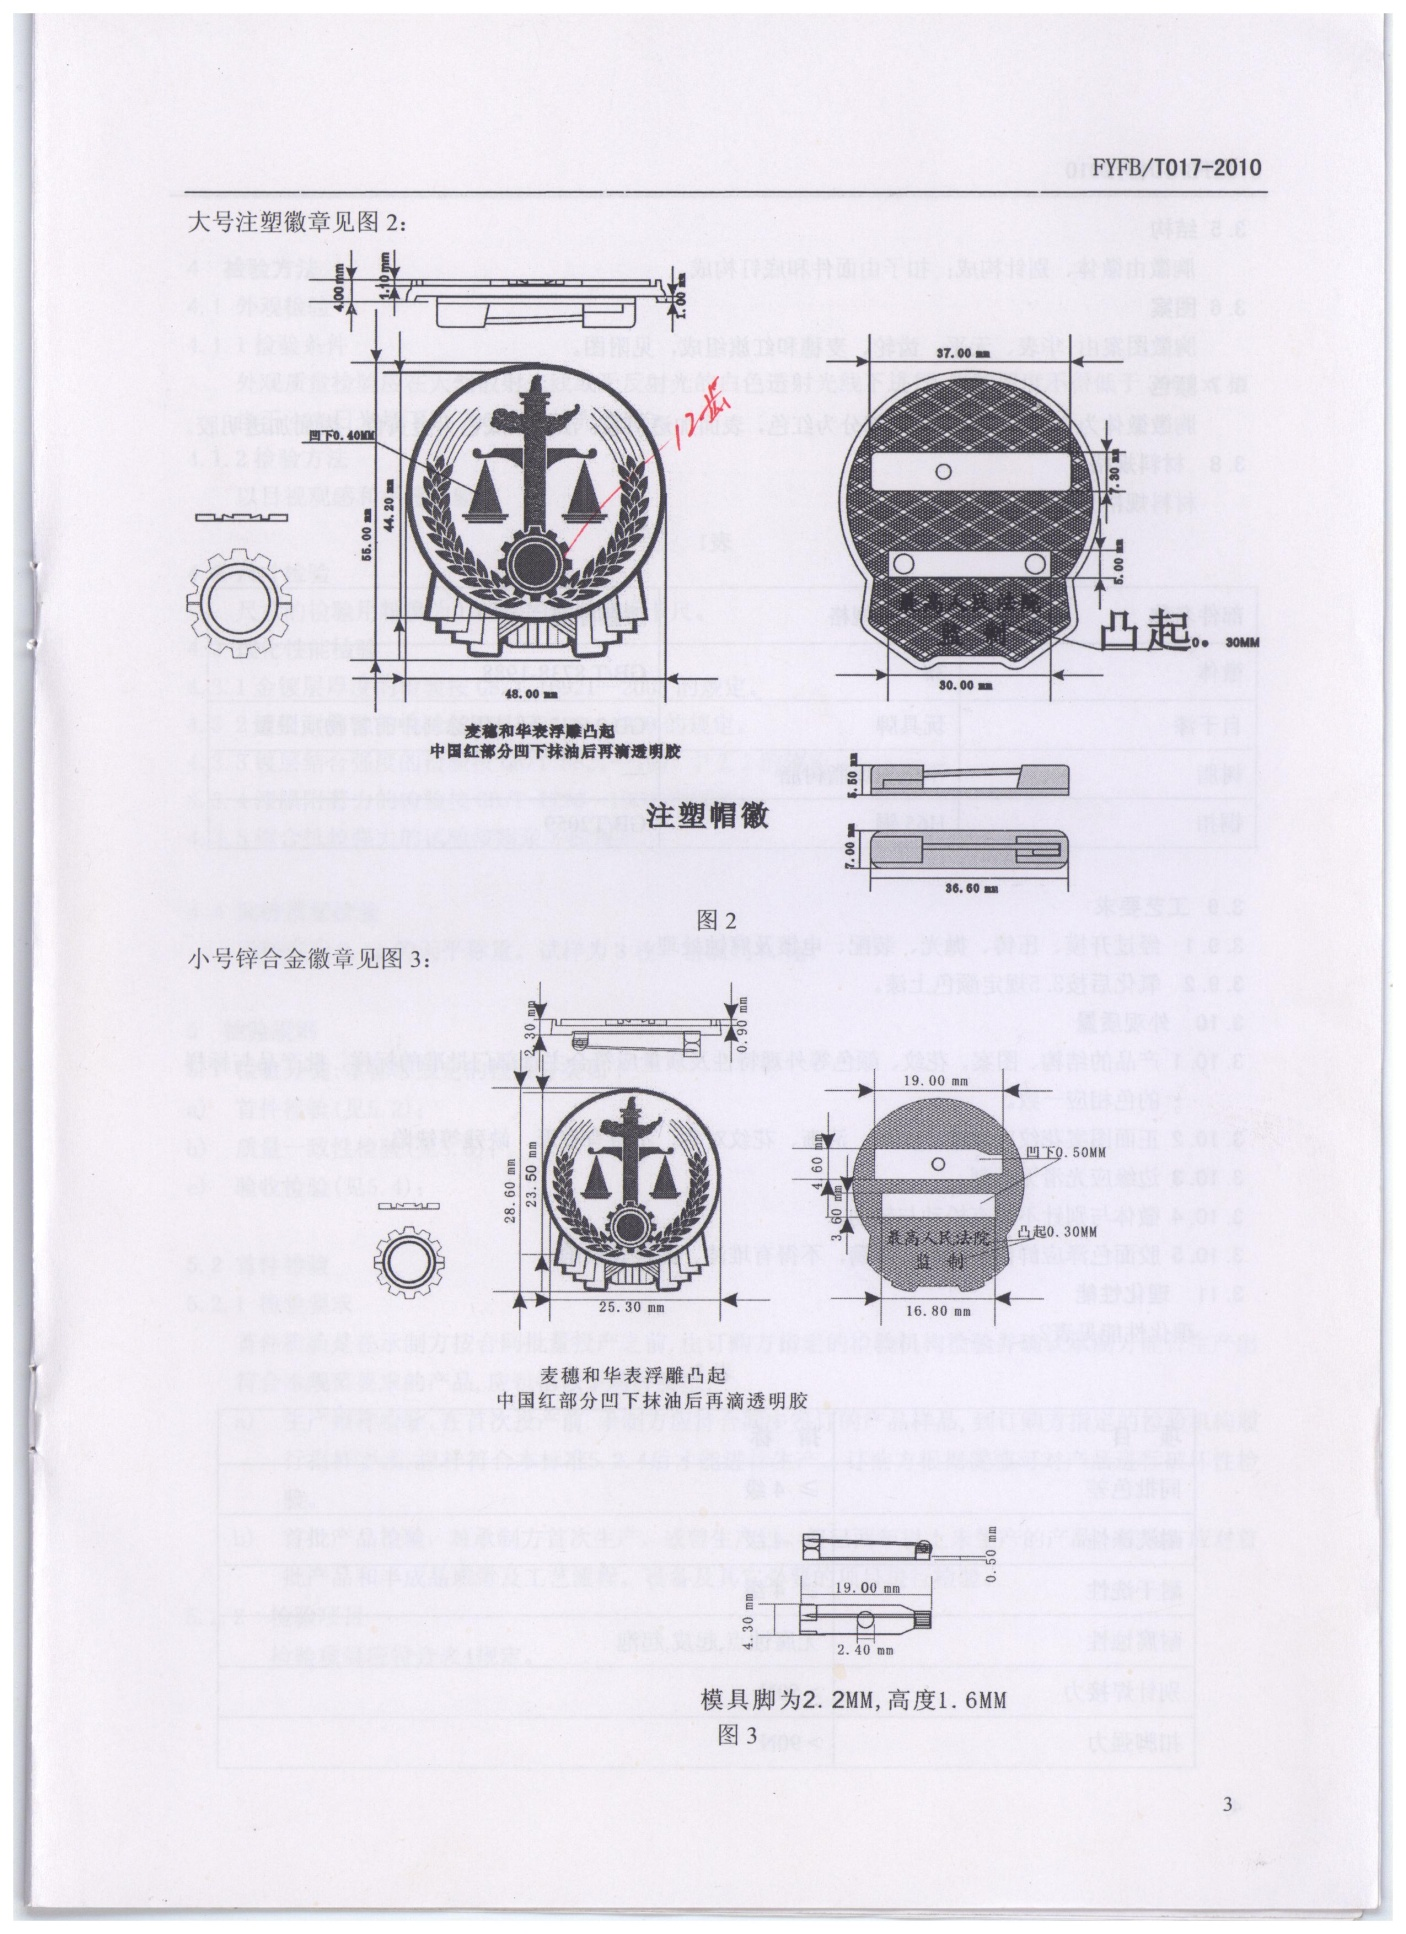 FYFB/T017-2010
大号注塑徽章见图 2:
4.00 mm
1.10 mm
1.00 mm
凹下0.40MM
55.00 mm
44.20 mm
12齿
48.00 mm
麦穗和华表浮雕凸起
中国红部分凹下抹油后再滴透明胶
37.00 mm
7.30 mm
5.00 mm
最高人民法院
监 制
凸起0。30MM
30.00 mm
注塑帽徽
5.50 mm
7.00 mm
36.60 mm
图 2
小号锌合金徽章见图 3:
2.30 mm
0.90 mm
28.60 mm
23.50 mm
25.30 mm
麦穗和华表浮雕凸起
中国红部分凹下抹油后再滴透明胶
19.00 mm
4.60 mm
3.60 mm
凹下0.50MM
凸起0.30MM
最高人民法院
监 制
16.80 mm
0.50 mm
19.00 mm
4.30 mm
2.40 mm
模具脚为2.2MM,高度1.6MM
图 3
3